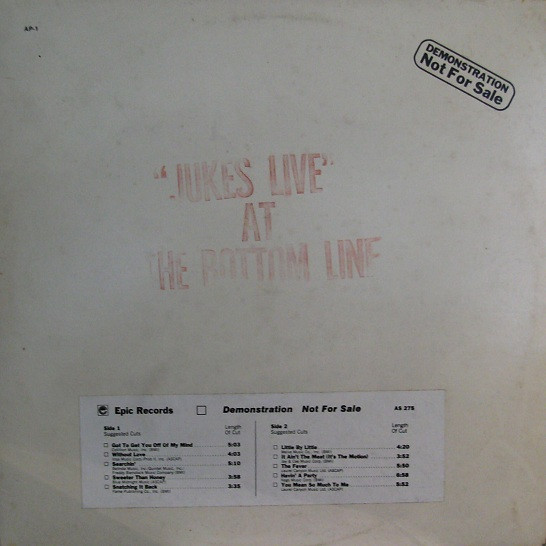 AP-1
DEMONSTRATION
Not For Sale
"JUKES LIVE"
AT
THE BOTTOM LINE
Epic Records Demonstration Not For Sale AS 275
Side 1 Length
Suggested Cuts Of Cut
Got To Get You Off Of My Mind 5:03
Without Love 4:03
Searchin' 5:10
Sweeter Than Honey 3:58
Snatching It Back 3:35
Side 2 Length
Suggested Cuts Of Cut
Little By Little 4:20
It Ain't The Meat (It's The Motion) 3:52
The Fever 5:50
Havin' A Party 5:58
You Mean So Much To Me 5:53